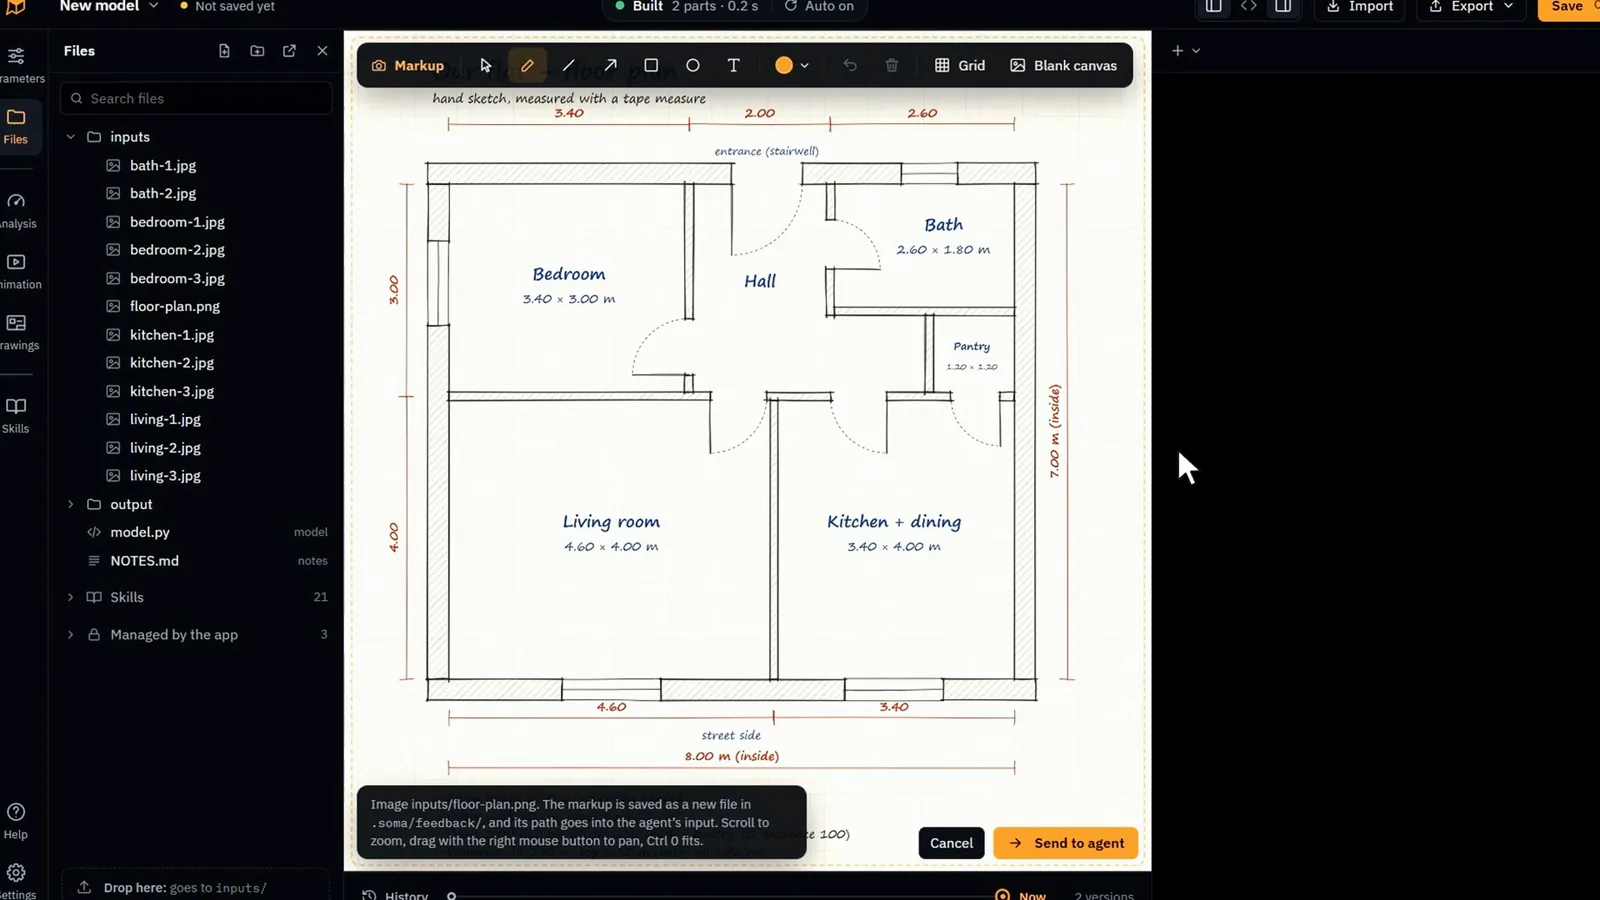 New model
Not saved yet
Built 2 parts · 0.2 s
Auto on
Import
Export
Save
Files
Search files
inputs
bath-1.jpg
bath-2.jpg
bedroom-1.jpg
bedroom-2.jpg
bedroom-3.jpg
floor-plan.png
kitchen-1.jpg
kitchen-2.jpg
kitchen-3.jpg
living-1.jpg
living-2.jpg
living-3.jpg
output
model.py model
NOTES.md notes
Skills 21
Managed by the app 3
Drop here: goes to inputs/
rameters
Files
nalysis
nimation
rawings
Skills
Help
ettings
Markup
Grid
Blank canvas
floor plan
hand sketch, measured with a tape measure
3.40 2.00 2.60
entrance (stairwell)
Bath
2.60 × 1.80 m
Bedroom
3.40 × 3.00 m
Hall
3.00
Pantry
1.20 × 1.20
7.00 m (inside)
4.00
Living room
4.60 × 4.00 m
Kitchen + dining
3.40 × 4.00 m
4.60 3.40
street side
8.00 m (inside)
Image inputs/floor-plan.png. The markup is saved as a new file in
.soma/feedback/, and its path goes into the agent's input. Scroll to
zoom, drag with the right mouse button to pan, Ctrl 0 fits.
100)
Cancel
Send to agent
History
Now
2 versions